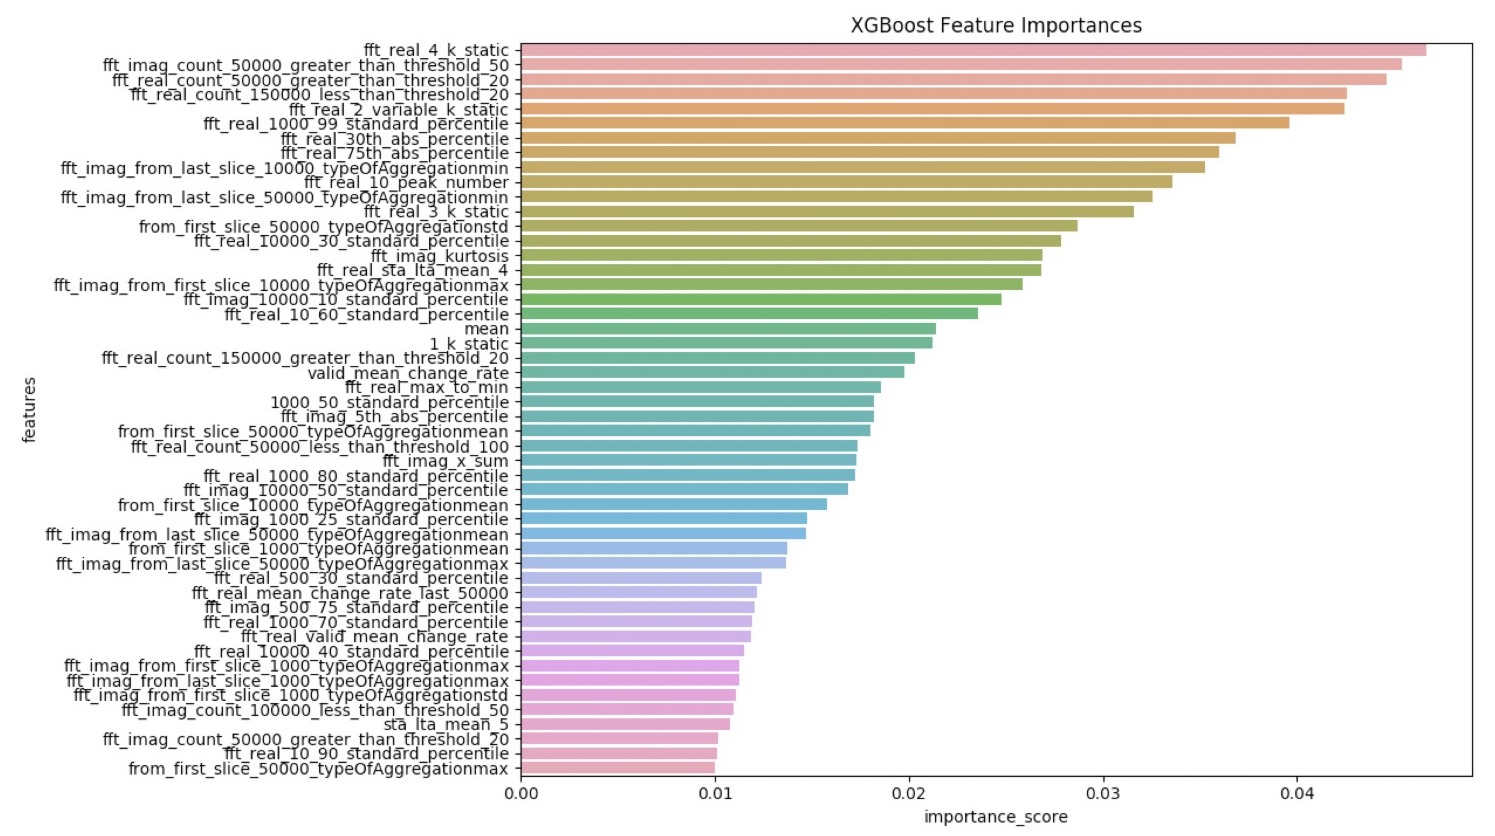 XGBoost Feature Importances
fft_real_4_k_static
fft_imag_count_50000_greater_than_threshold_50
fft_real_count_50000_greater_than_threshold_20
fft_real_count_150000_less_than_threshold_20
fft_real_2_variable_k_static
fft_real_1000_99_standard_percentile
fft_real_30th_abs_percentile
fft_real_75th_abs_percentile
fft_imag_from_last_slice_10000_typeOfAggregationmin
fft_real_10_peak_number
fft_imag_from_last_slice_50000_typeOfAggregationmin
fft_real_3_k_static
from_first_slice_50000_typeOfAggregationstd
fft_real_10000_30_standard_percentile
fft_imag_kurtosis
fft_real_sta_lta_mean_4
fft_imag_from_first_slice_10000_typeOfAggregationmax
fft_imag_10000_10_standard_percentile
fft_real_10_60_standard_percentile
mean
1_k_static
fft_real_count_150000_greater_than_threshold_20
valid_mean_change_rate
fft_real_max_to_min
1000_50_standard_percentile
fft_imag_5th_abs_percentile
from_first_slice_50000_typeOfAggregationmean
fft_real_count_50000_less_than_threshold_100
fft_imag_x_sum
fft_real_1000_80_standard_percentile
fft_imag_10000_50_standard_percentile
from_first_slice_10000_typeOfAggregationmean
fft_imag_1000_25_standard_percentile
fft_imag_from_last_slice_50000_typeOfAggregationmean
from_first_slice_1000_typeOfAggregationmean
fft_imag_from_last_slice_50000_typeOfAggregationmax
fft_real_500_30_standard_percentile
fft_real_mean_change_rate_last_50000
fft_imag_500_75_standard_percentile
fft_real_1000_70_standard_percentile
fft_real_valid_mean_change_rate
fft_real_10000_40_standard_percentile
fft_imag_from_first_slice_1000_typeOfAggregationmax
fft_imag_from_last_slice_1000_typeOfAggregationmax
fft_imag_from_first_slice_1000_typeOfAggregationstd
fft_imag_count_100000_less_than_threshold_50
sta_lta_mean_5
fft_imag_count_50000_greater_than_threshold_20
fft_real_10_90_standard_percentile
from_first_slice_50000_typeOfAggregationmax
features
0.00 0.01 0.02 0.03 0.04
importance_score